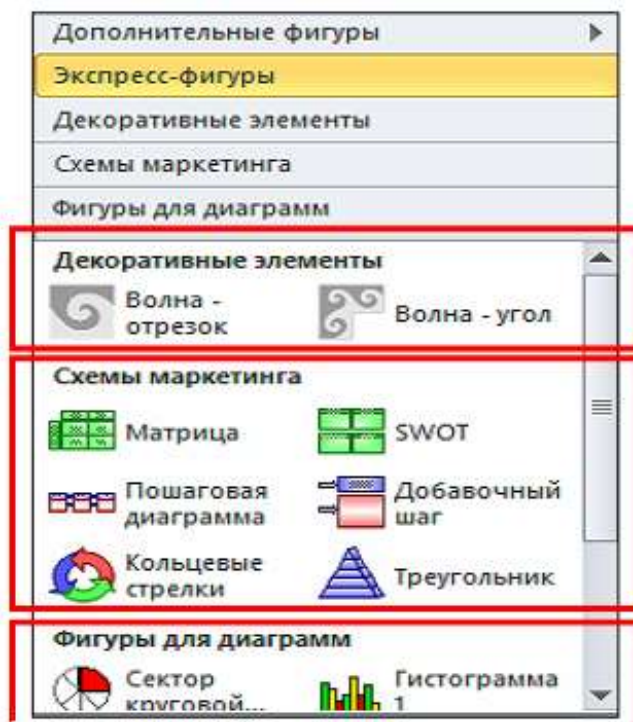 Дополнительные фигуры
Экспресс-фигуры
Декоративные элементы
Схемы маркетинга
Фигуры для диаграмм
Декоративные элементы
Волна - отрезок
Волна - угол
Схемы маркетинга
Матрица
SWOT
Пошаговая диаграмма
Добавочный шаг
Кольцевые стрелки
Треугольник
Фигуры для диаграмм
Сектор круговой...
Гистограмма 1